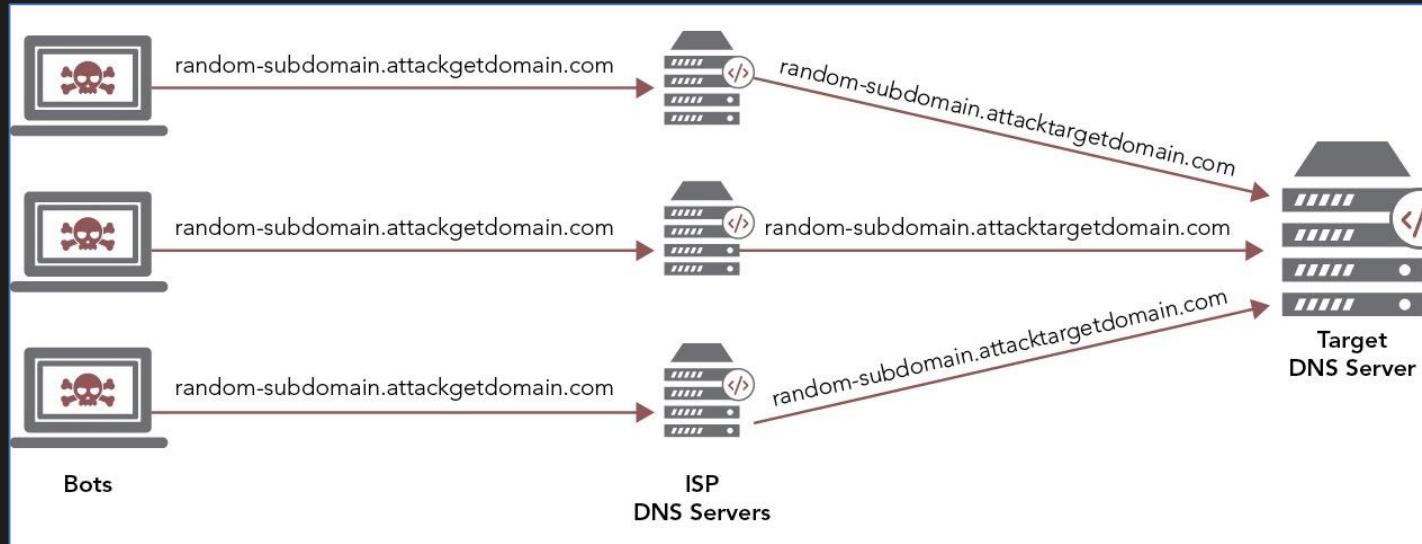 random-subdomain.attackgetdomain.com
random-subdomain.attacktargetdomain.com
random-subdomain.attackgetdomain.com
random-subdomain.attacktargetdomain.com
random-subdomain.attackgetdomain.com
random-subdomain.attacktargetdomain.com
Target
DNS Server
Bots
ISP
DNS Servers